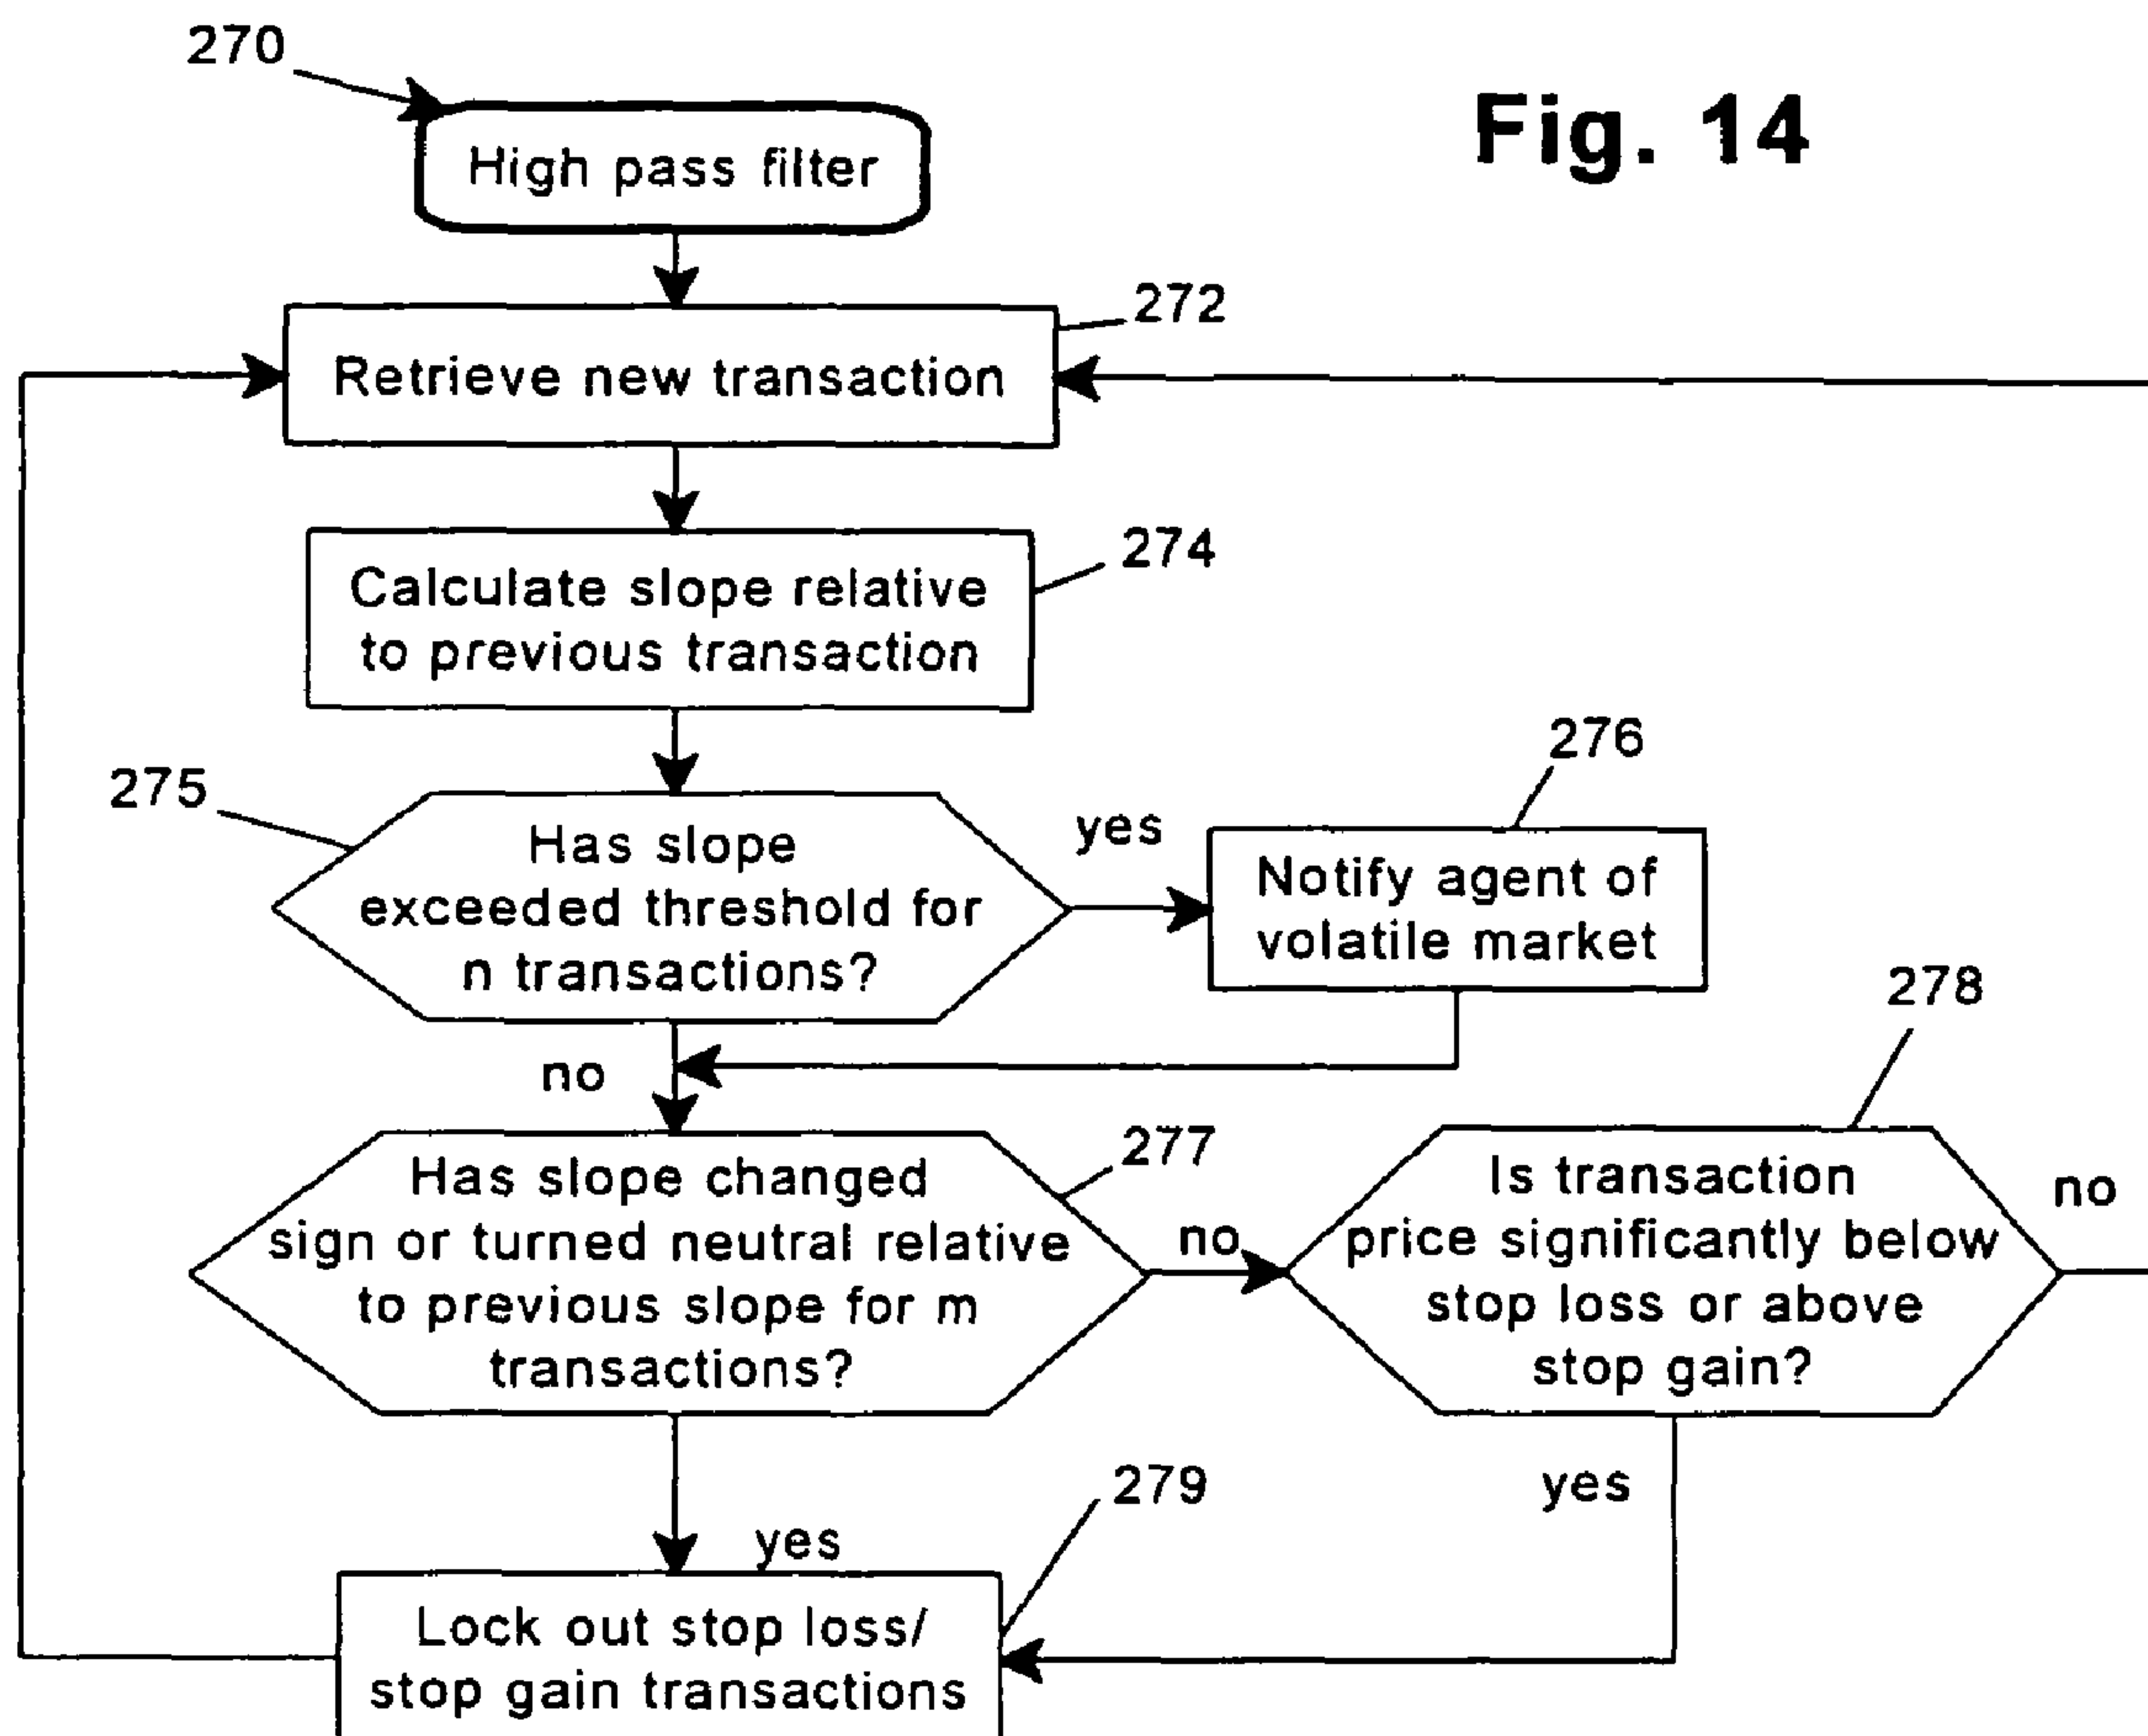 270
Fig. 14
High pass filter
272
Retrieve new transaction
274
Calculate slope relative
to previous transaction
275
276
Has slope
exceeded threshold for
n transactions?
yes
Notify agent of
volatile market
278
no
277
Has slope changed
sign or turned neutral relative
to previous slope for m
transactions?
no
Is transaction
price significantly below
stop loss or above
stop gain?
no
279
yes
yes
Lock out stop loss/
stop gain transactions